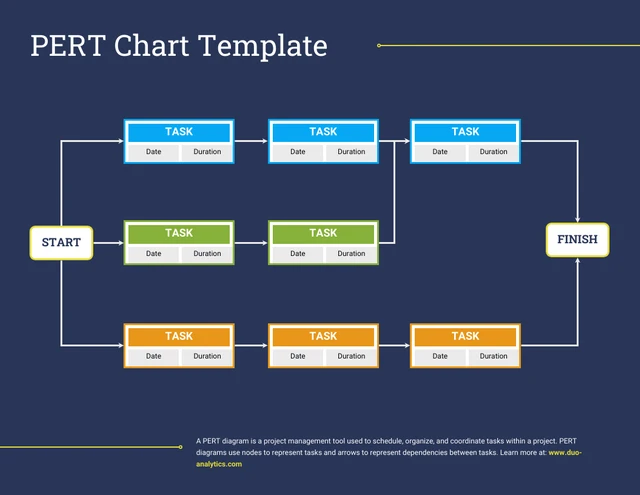 PERT Chart Template
TASK TASK TASK
Date Duration Date Duration Date Duration
START
TASK TASK
Date Duration Date Duration
FINISH
TASK TASK TASK
Date Duration Date Duration Date Duration
A PERT diagram is a project management tool used to schedule, organize, and coordinate tasks within a project. PERT
diagrams use nodes to represent tasks and arrows to represent dependencies between tasks. Learn more at: www.duo-
analytics.com